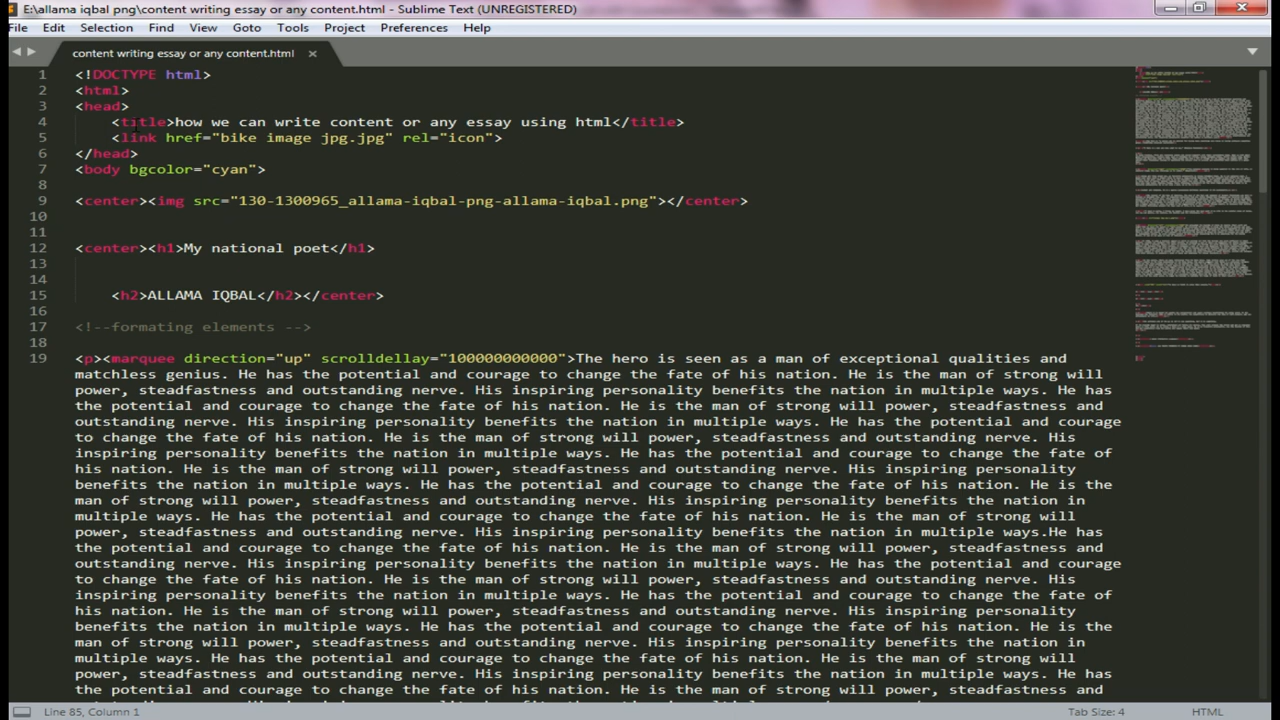 E:\allama iqbal png\content writing essay or any content.html - Sublime Text (UNREGISTERED)
File Edit Selection Find View Goto Tools Project Preferences Help
content writing essay or any content.html
1 <!DOCTYPE html>
2 <html>
3 <head>
4 <title>how we can write content or any essay using html</title>
5 <link href="bike image jpg.jpg" rel="icon">
6 </head>
7 <body bgcolor="cyan">
8
9 <center><img src="130-1300965_allama-iqbal-png-allama-iqbal.png"></center>
10
11
12 <center><h1>My national poet</h1>
13
14
15 <h2>ALLAMA IQBAL</h2></center>
16
17 <!--formating elements -->
18
19 <p><marquee direction="up" scrolldellay="100000000000">The hero is seen as a man of exceptional qualities and
matchless genius. He has the potential and courage to change the fate of his nation. He is the man of strong will
power, steadfastness and outstanding nerve. His inspiring personality benefits the nation in multiple ways. He has
the potential and courage to change the fate of his nation. He is the man of strong will power, steadfastness and
outstanding nerve. His inspiring personality benefits the nation in multiple ways. He has the potential and courage
to change the fate of his nation. He is the man of strong will power, steadfastness and outstanding nerve. His
inspiring personality benefits the nation in multiple ways. He has the potential and courage to change the fate of
his nation. He is the man of strong will power, steadfastness and outstanding nerve. His inspiring personality
benefits the nation in multiple ways. He has the potential and courage to change the fate of his nation. He is the
man of strong will power, steadfastness and outstanding nerve. His inspiring personality benefits the nation in
multiple ways. He has the potential and courage to change the fate of his nation. He is the man of strong will
power, steadfastness and outstanding nerve. His inspiring personality benefits the nation in multiple ways.He has
the potential and courage to change the fate of his nation. He is the man of strong will power, steadfastness and
outstanding nerve. His inspiring personality benefits the nation in multiple ways. He has the potential and courage
to change the fate of his nation. He is the man of strong will power, steadfastness and outstanding nerve. His
inspiring personality benefits the nation in multiple ways. He has the potential and courage to change the fate of
his nation. He is the man of strong will power, steadfastness and outstanding nerve. His inspiring personality
benefits the nation in multiple ways. He has the potential and courage to change the fate of his nation. He is the
man of strong will power, steadfastness and outstanding nerve. His inspiring personality benefits the nation in
multiple ways. He has the potential and courage to change the fate of his nation. He is the man of strong will
power, steadfastness and outstanding nerve. His inspiring personality benefits the nation in multiple ways. He has
the potential and courage to change the fate of his nation. He is the man of strong will power, steadfastness and
Line 85, Column 1
Tab Size: 4
HTML